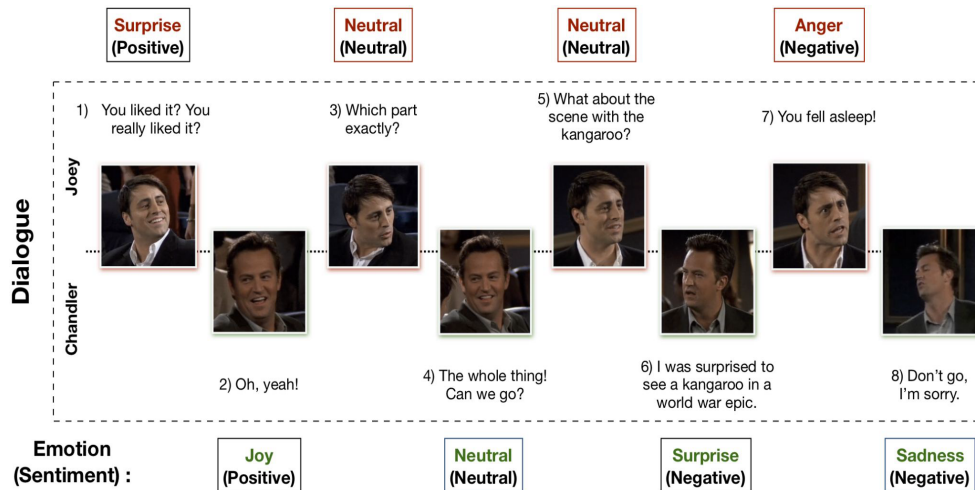 Surprise
(Positive)
Neutral
(Neutral)
Neutral
(Neutral)
Anger
(Negative)
1) You liked it? You
really liked it?
3) Which part
exactly?
5) What about the
scene with the
kangaroo?
7) You fell asleep!
Joey
Dialogue
Chandler
2) Oh, yeah!
4) The whole thing!
Can we go?
6) I was surprised to
see a kangaroo in a
world war epic.
8) Don't go,
I'm sorry.
Emotion
(Sentiment) :
Joy
(Positive)
Neutral
(Neutral)
Surprise
(Negative)
Sadness
(Negative)